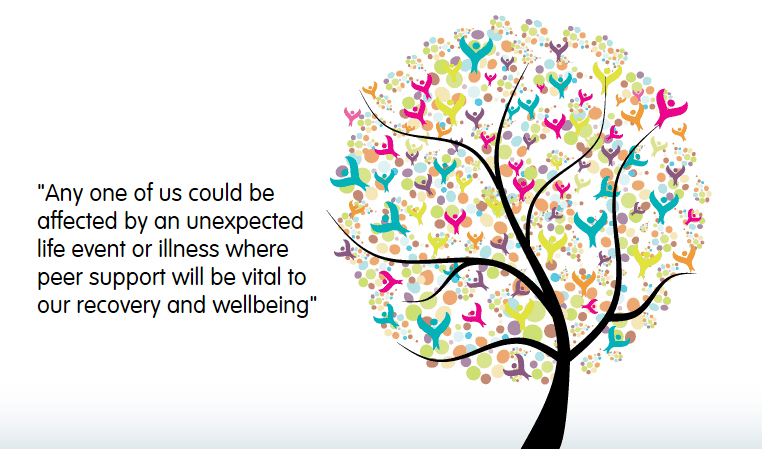 "Any one of us could be
affected by an unexpected
life event or illness where
peer support will be vital to
our recovery and wellbeing"